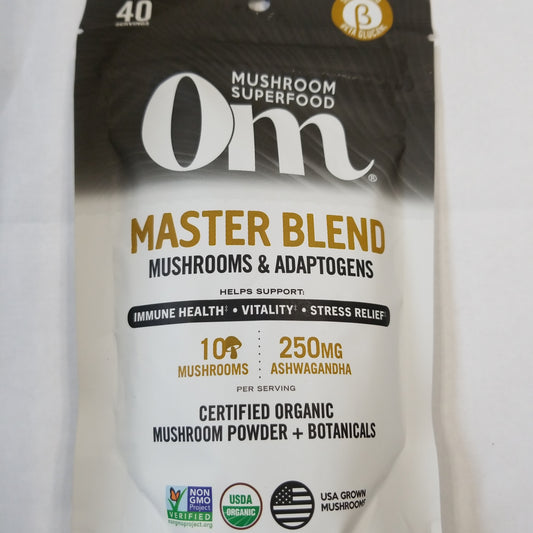 40
SERVINGS
β
BETA GLUCANS
MUSHROOM
SUPERFOOD
Om®
MASTER BLEND
MUSHROOMS & ADAPTOGENS
HELPS SUPPORT:
IMMUNE HEALTH‡ • VITALITY‡ • STRESS RELIEF‡
10 250MG
MUSHROOMS ASHWAGANDHA
PER SERVING
CERTIFIED ORGANIC
MUSHROOM POWDER + BOTANICALS
NON
GMO
Project
VERIFIED
nongmoproject.org
USDA
ORGANIC
USA GROWN
MUSHROOMS